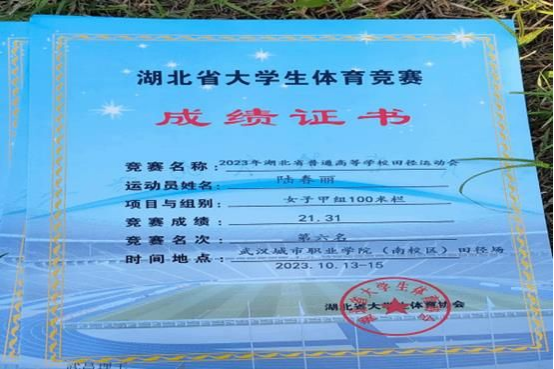 湖北省大学生体育竞赛
成绩证书
竞赛名称:2023年湖北省普通高等学校田径运动会
运动员姓名:陆春丽
项目与组别:女子甲组100米栏
竞赛成绩:21.31
竞赛名次:第六名
时间地点:武汉城市职业学院(南校区)田径场
2023.10.13-15
湖北省大学生体育协会